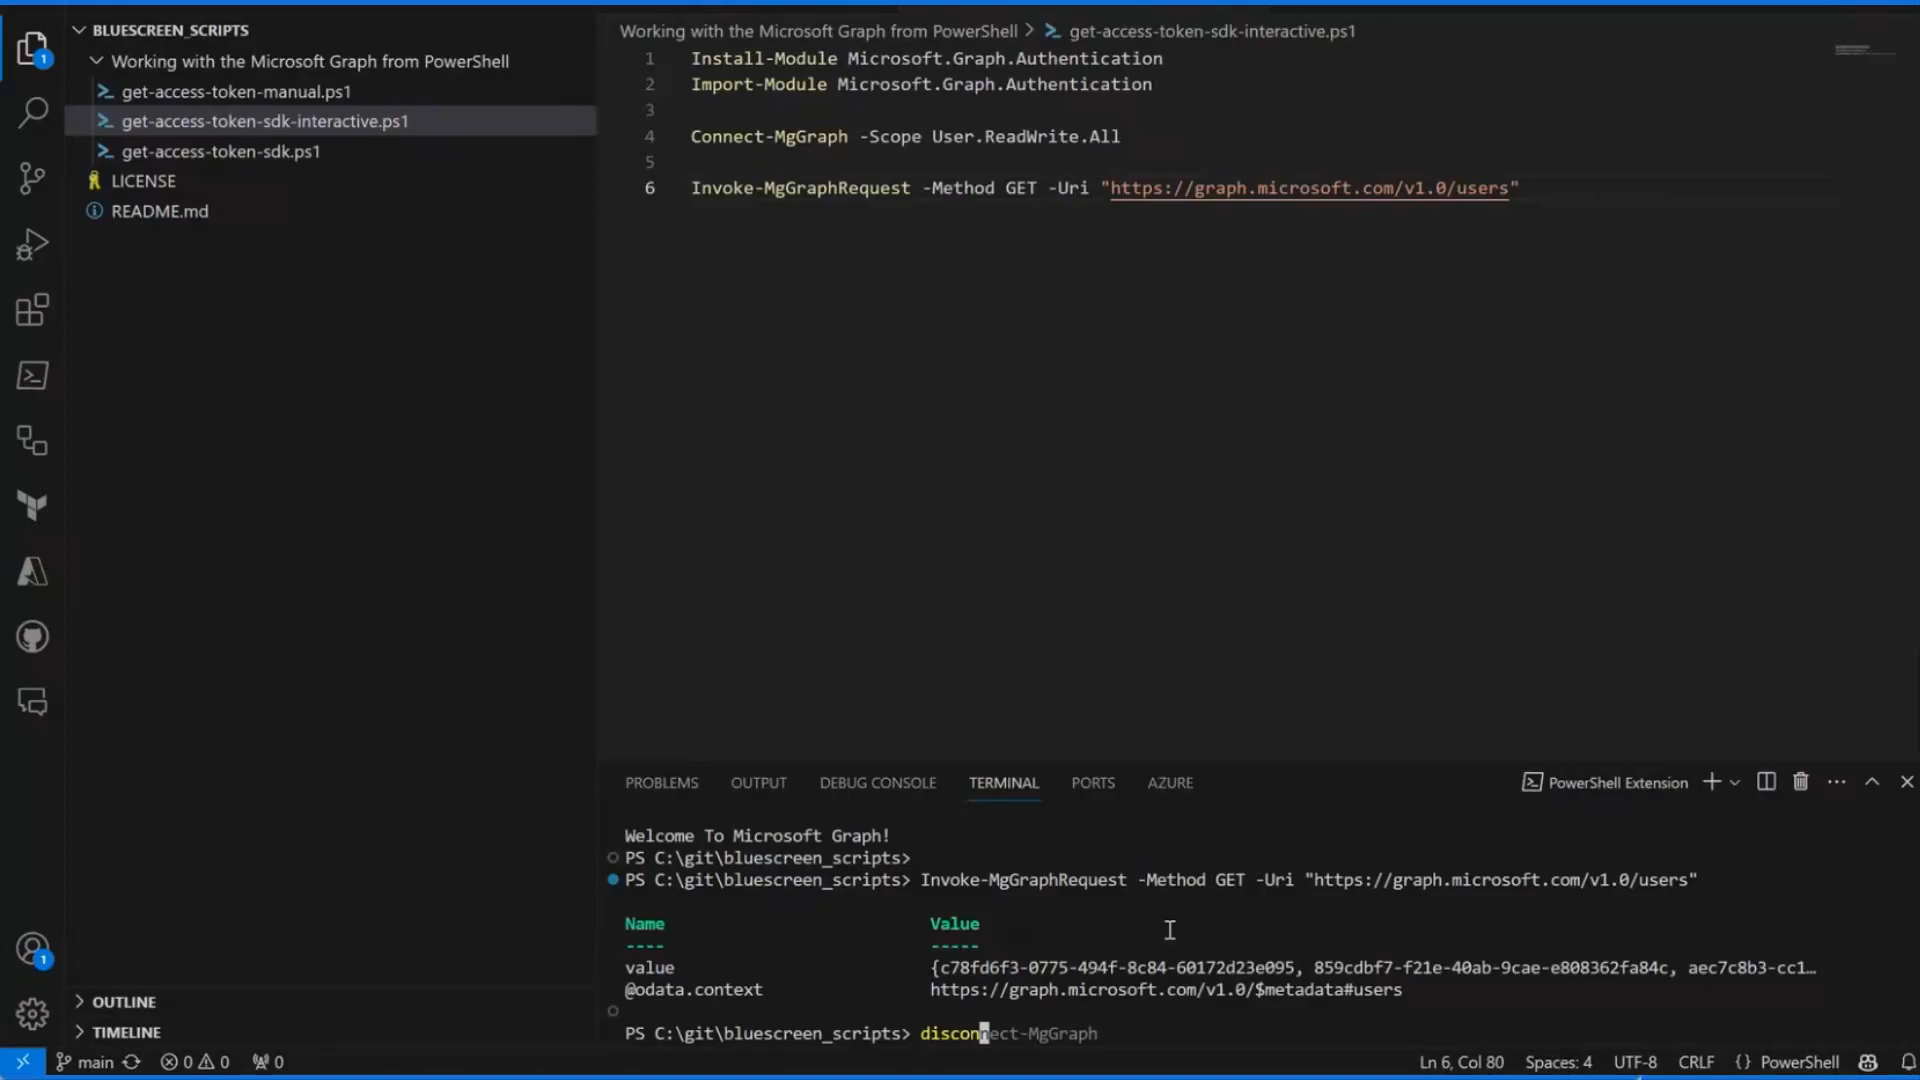 BLUESCREEN_SCRIPTS
Working with the Microsoft Graph from PowerShell
get-access-token-manual.ps1
get-access-token-sdk-interactive.ps1
get-access-token-sdk.ps1
LICENSE
README.md
OUTLINE
TIMELINE
1
1
Working with the Microsoft Graph from PowerShell > get-access-token-sdk-interactive.ps1
1 Install-Module Microsoft.Graph.Authentication
2 Import-Module Microsoft.Graph.Authentication
3
4 Connect-MgGraph -Scope User.ReadWrite.All
5
6 Invoke-MgGraphRequest -Method GET -Uri "https://graph.microsoft.com/v1.0/users"
PROBLEMS OUTPUT DEBUG CONSOLE TERMINAL PORTS AZURE PowerShell Extension
Welcome To Microsoft Graph!
PS C:\git\bluescreen_scripts>
PS C:\git\bluescreen_scripts> Invoke-MgGraphRequest -Method GET -Uri "https://graph.microsoft.com/v1.0/users"
Name Value
---- -----
value {c78fd6f3-0775-494f-8c84-60172d23e095, 859cdbf7-f21e-40ab-9cae-e808362fa84c, aec7c8b3-cc1…
@odata.context https://graph.microsoft.com/v1.0/$metadata#users
PS C:\git\bluescreen_scripts> disconnect-MgGraph
main 0 0 0 Ln 6, Col 80 Spaces: 4 UTF-8 CRLF {} PowerShell